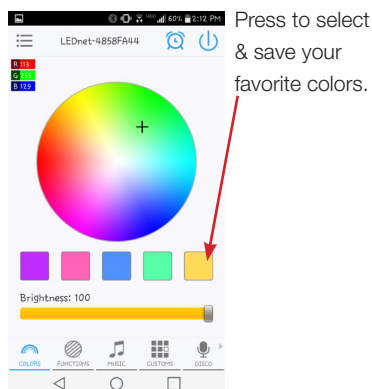 60% 2:12 PM
LEDnet-4858FA44
R 113
G 255
B 129
Press to select
& save your
favorite colors.
Brightness: 100
COLORS FUNCTIONS MUSIC CUSTOMS DISCO